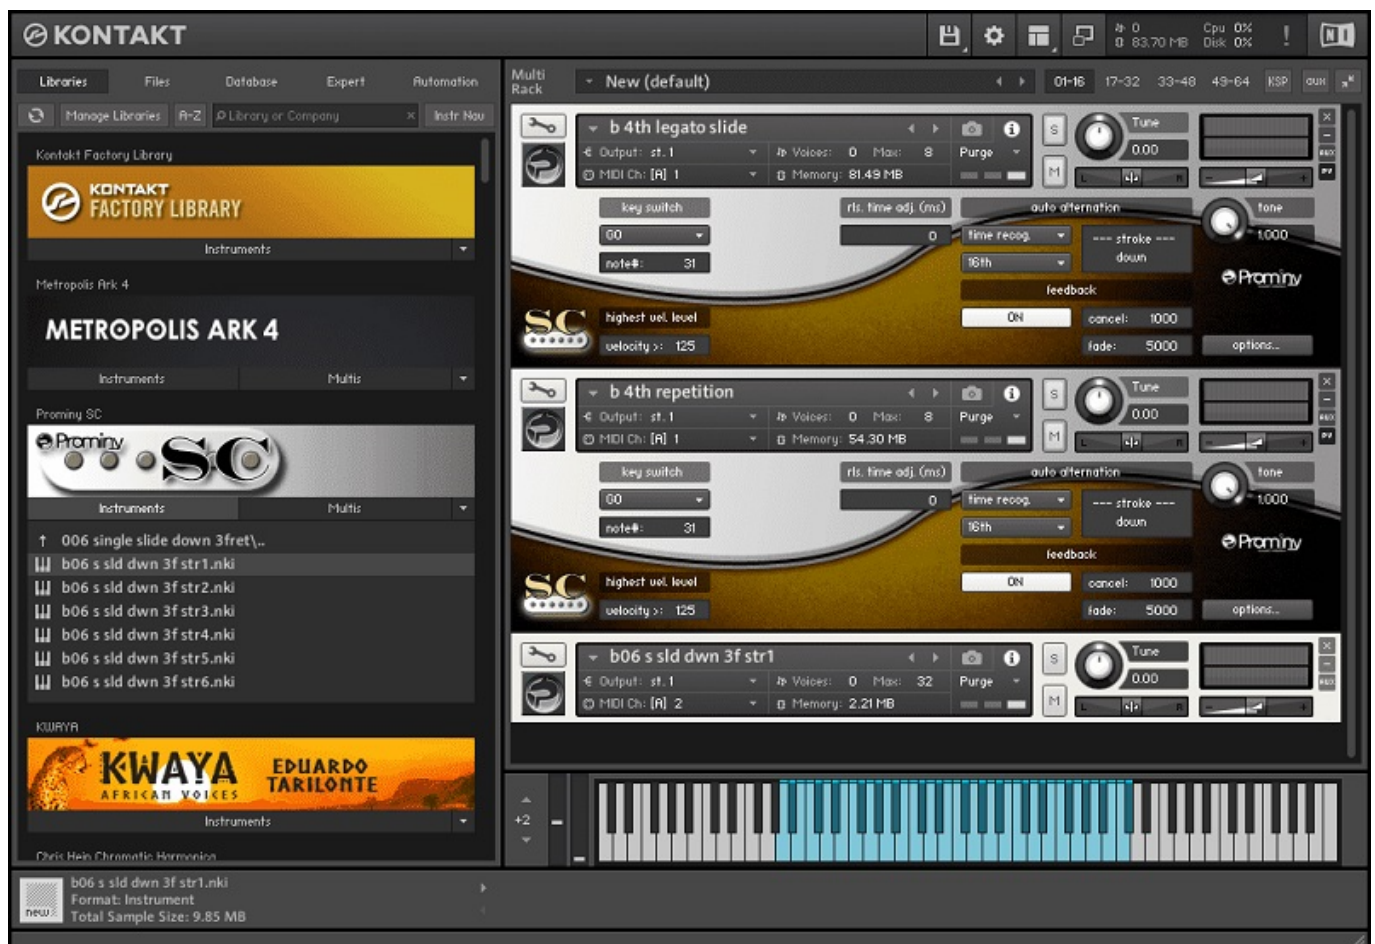 KONTAKT
0
83.70 MB
Cpu 0%
Disk 0%
!
NI
Libraries Files Database Expert Automation
Manage Libraries A-Z Library or Company × Instr Nav
Multi
Rack
New (default)
01-16 17-32 33-48 49-64 KSP aux
Kontakt Factory Library
KONTAKT
FACTORY LIBRARY
Instruments
Metropolis Ark 4
METROPOLIS ARK 4
Instruments Multis
Prominy SC
Prominy SC
Instruments Multis
006 single slide down 3fret\..
b06 s sld dwn 3f str1.nki
b06 s sld dwn 3f str2.nki
b06 s sld dwn 3f str3.nki
b06 s sld dwn 3f str4.nki
b06 s sld dwn 3f str5.nki
b06 s sld dwn 3f str6.nki
KWAYA
KWAYA
AFRICAN VOICES
EDUARDO
TARILONTE
Instruments
Chris Hein Chromatic Harmonica
b 4th legato slide
Output: st. 1 Voices: 0 Max: 8 Purge
MIDI Ch: [A] 1 Memory: 81.49 MB
S
M
Tune
0.00
L R
- +
×
-
AUX
PV
key switch rls. time adj. (ms) auto alternation tone
G0 0 time recog. --- stroke --- 1.000
note#: 31 16th down
feedback
Prominy
SC
highest vel. level ON cancel: 1000
velocity >: 125 fade: 5000 options...
b 4th repetition
Output: st. 1 Voices: 0 Max: 8 Purge
MIDI Ch: [A] 1 Memory: 54.30 MB
S
M
Tune
0.00
L R
- +
×
-
AUX
PV
key switch rls. time adj. (ms) auto alternation tone
G0 0 time recog. --- stroke --- 1.000
note#: 31 16th down
feedback
Prominy
SC
highest vel. level ON cancel: 1000
velocity >: 125 fade: 5000 options...
b06 s sld dwn 3f str1
Output: st. 1 Voices: 0 Max: 32 Purge
MIDI Ch: [A] 2 Memory: 2.21 MB
S
M
Tune
0.00
L R
- +
×
-
AUX
+2
new
b06 s sld dwn 3f str1.nki
Format: Instrument
Total Sample Size: 9.85 MB